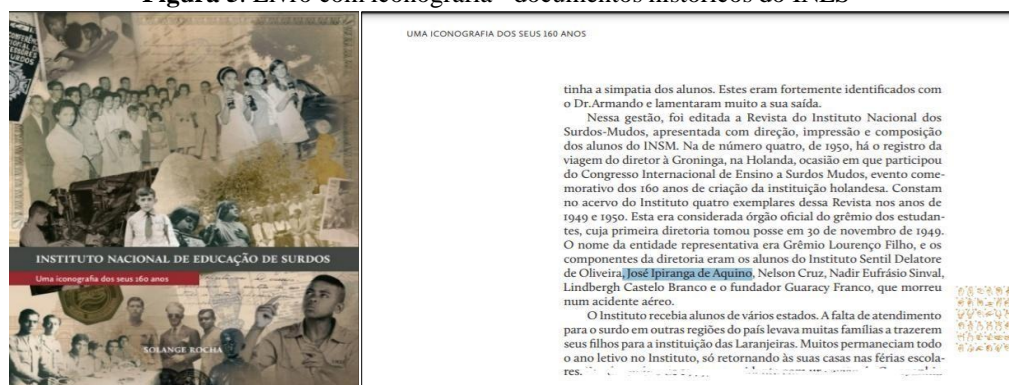 Figura 3: Livro com iconografia - documentos históricos do INES
INSTITUTO NACIONAL DE EDUCAÇÃO DE SURDOS
Uma iconografia dos seus 160 anos
SOLANGE ROCHA
UMA ICONOGRAFIA DOS SEUS 160 ANOS
tinha a simpatia dos alunos. Estes eram fortemente identificados com
o Dr.Armando e lamentaram muito a sua saída.
Nessa gestão, foi editada a Revista do Instituto Nacional dos
Surdos-Mudos, apresentada com direção, impressão e composição
dos alunos do INSM. Na de número quatro, de 1950, há o registro da
viagem do diretor à Groninga, na Holanda, ocasião em que participou
do Congresso Internacional de Ensino a Surdos Mudos, evento come-
morativo dos 160 anos de criação da instituição holandesa. Constam
no acervo do Instituto quatro exemplares dessa Revista nos anos de
1949 e 1950. Esta era considerada órgão oficial do grêmio dos estudan-
tes, cuja primeira diretoria tomou posse em 30 de novembro de 1949.
O nome da entidade representativa era Grêmio Lourenço Filho, e os
componentes da diretoria eram os alunos do Instituto Sentil Delatore
de Oliveira, José Ipiranga de Aquino, Nelson Cruz, Nadir Eufrásio Sinval,
Lindbergh Castelo Branco e o fundador Guaracy Franco, que morreu
num acidente aéreo.
O Instituto recebia alunos de vários estados. A falta de atendimento
para o surdo em outras regiões do país levava muitas famílias a trazerem
seus filhos para a instituição das Laranjeiras. Muitos permaneciam todo
o ano letivo no Instituto, só retornando às suas casas nas férias escola-
res.